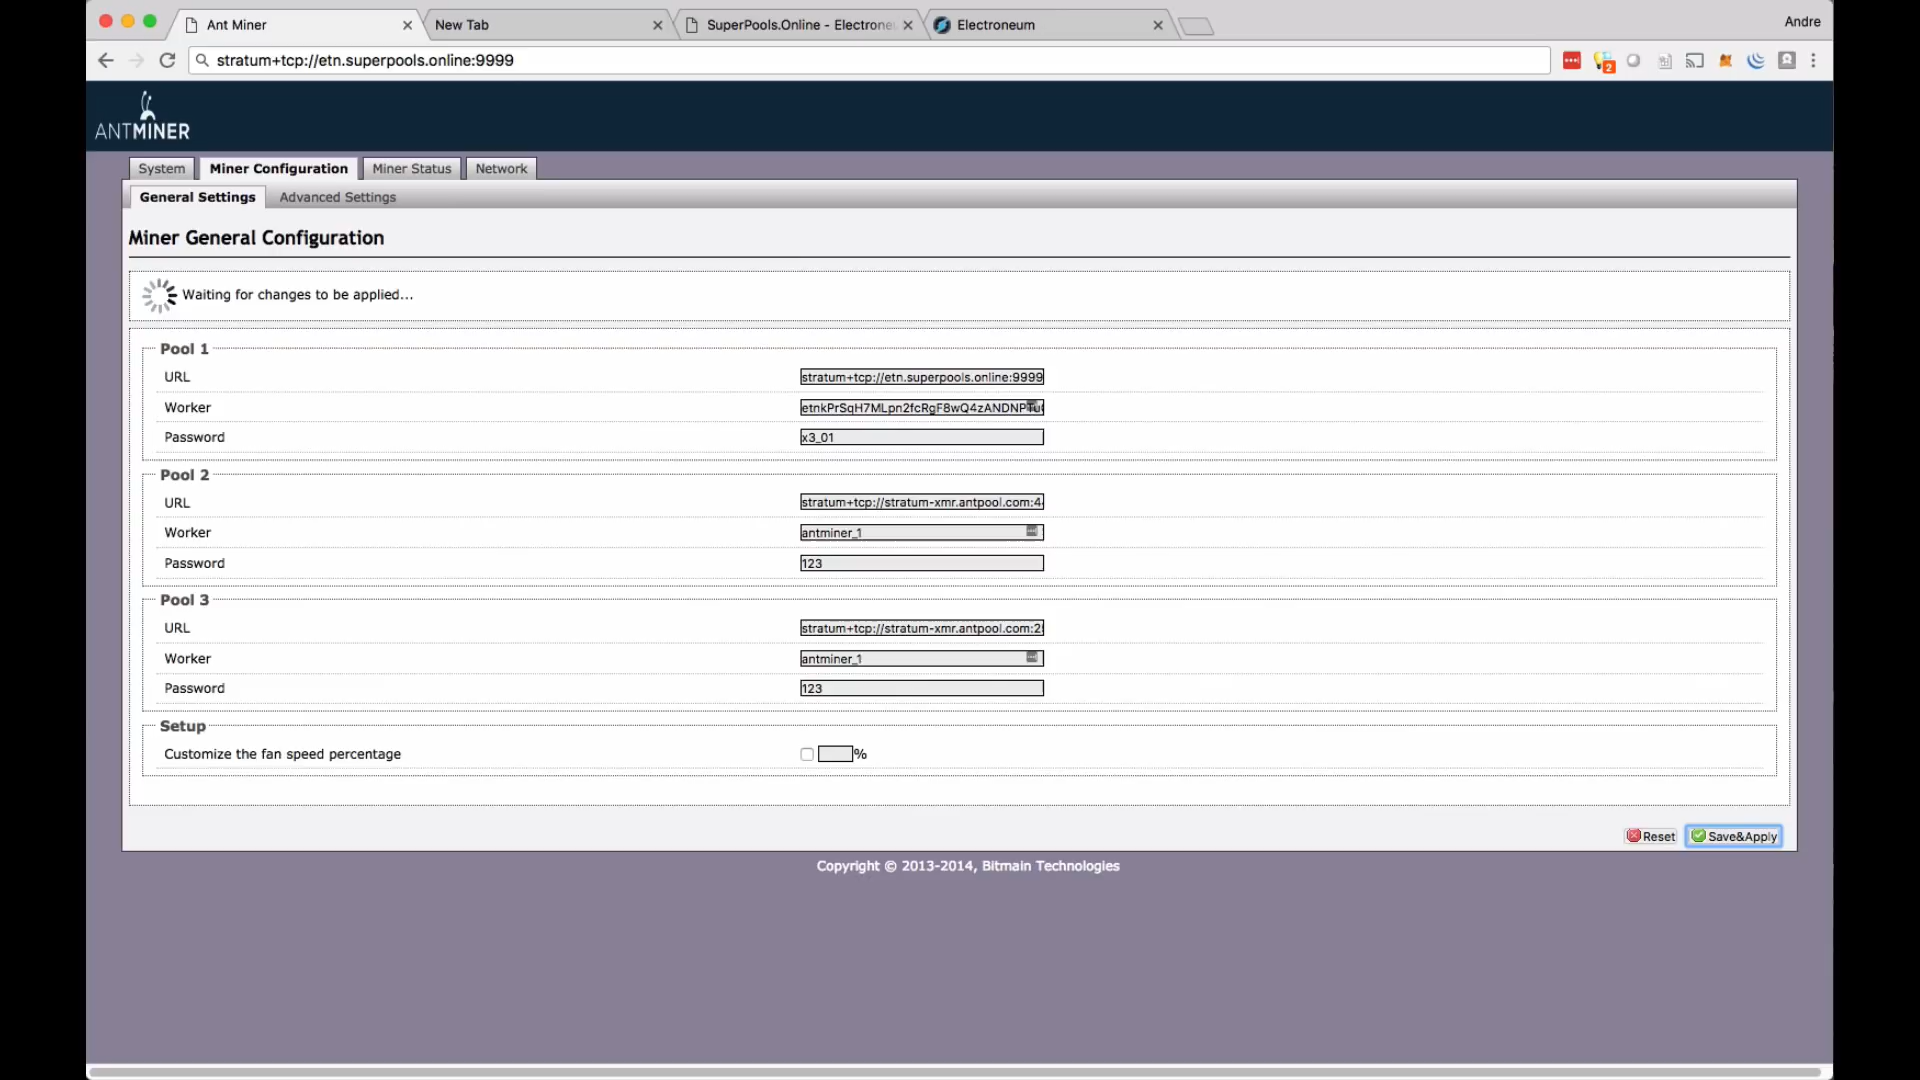 Ant Miner
New Tab
SuperPools.Online - Electrone
Electroneum
Andre
stratum+tcp://etn.superpools.online:9999
2
ANTMINER
System
Miner Configuration
Miner Status
Network
General Settings
Advanced Settings
Miner General Configuration
Waiting for changes to be applied...
Pool 1
URL
stratum+tcp://etn.superpools.online:9999
Worker
etnkPrSqH7MLpn2fcRgF8wQ4zANDNP
Password
x3_01
Pool 2
URL
stratum+tcp://stratum-xmr.antpool.com:4
Worker
antminer_1
Password
123
Pool 3
URL
stratum+tcp://stratum-xmr.antpool.com:2
Worker
antminer_1
Password
123
Setup
Customize the fan speed percentage
%
Reset
Save&Apply
Copyright © 2013-2014, Bitmain Technologies